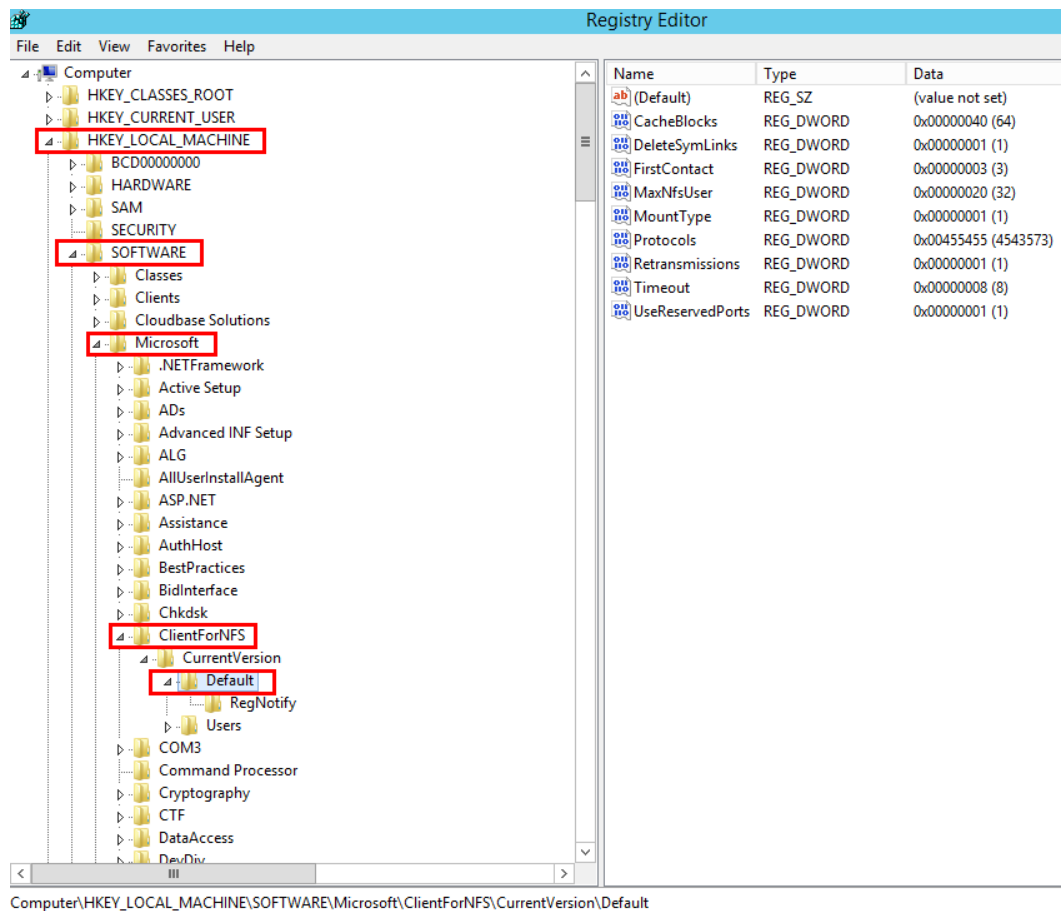 Registry Editor
File Edit View Favorites Help
Computer
HKEY_CLASSES_ROOT
HKEY_CURRENT_USER
HKEY_LOCAL_MACHINE
BCD00000000
HARDWARE
SAM
SECURITY
SOFTWARE
Classes
Clients
Cloudbase Solutions
Microsoft
.NETFramework
Active Setup
ADs
Advanced INF Setup
ALG
AllUserInstallAgent
ASP.NET
Assistance
AuthHost
BestPractices
BidInterface
Chkdsk
ClientForNFS
CurrentVersion
Default
RegNotify
Users
COM3
Command Processor
Cryptography
CTF
DataAccess
DevDiv
Name Type Data
(Default) REG_SZ (value not set)
CacheBlocks REG_DWORD 0x00000040 (64)
DeleteSymLinks REG_DWORD 0x00000001 (1)
FirstContact REG_DWORD 0x00000003 (3)
MaxNfsUser REG_DWORD 0x00000020 (32)
MountType REG_DWORD 0x00000001 (1)
Protocols REG_DWORD 0x00455455 (4543573)
Retransmissions REG_DWORD 0x00000001 (1)
Timeout REG_DWORD 0x00000008 (8)
UseReservedPorts REG_DWORD 0x00000001 (1)
Computer\HKEY_LOCAL_MACHINE\SOFTWARE\Microsoft\ClientForNFS\CurrentVersion\Default